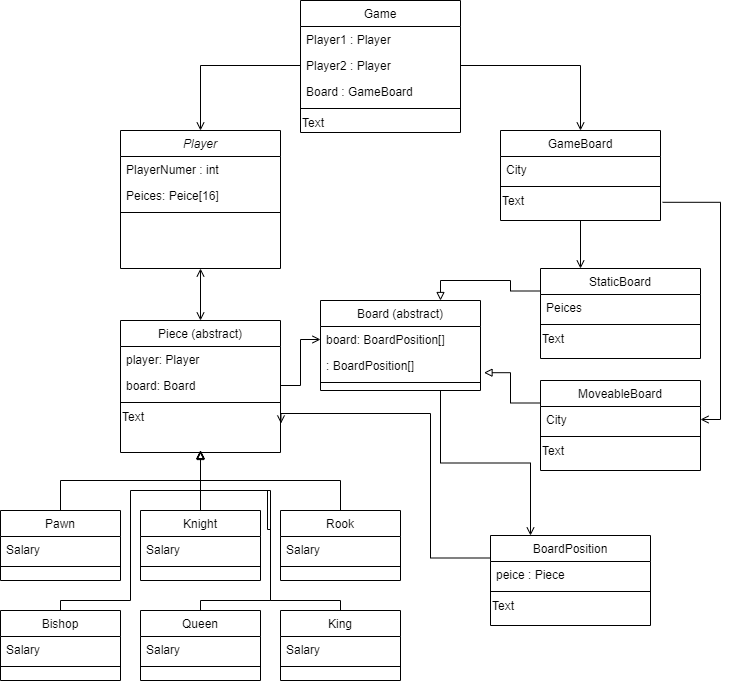 Game
Player1 : Player
Player2 : Player
Board : GameBoard
Text
Player
PlayerNumer : int
Peices: Peice[16]
GameBoard
City
Text
StaticBoard
Peices
Text
Board (abstract)
board: BoardPosition[]
: BoardPosition[]
Piece (abstract)
player: Player
board: Board
Text
MoveableBoard
City
Text
Pawn
Salary
Knight
Salary
Rook
Salary
BoardPosition
peice : Piece
Text
Bishop
Salary
Queen
Salary
King
Salary